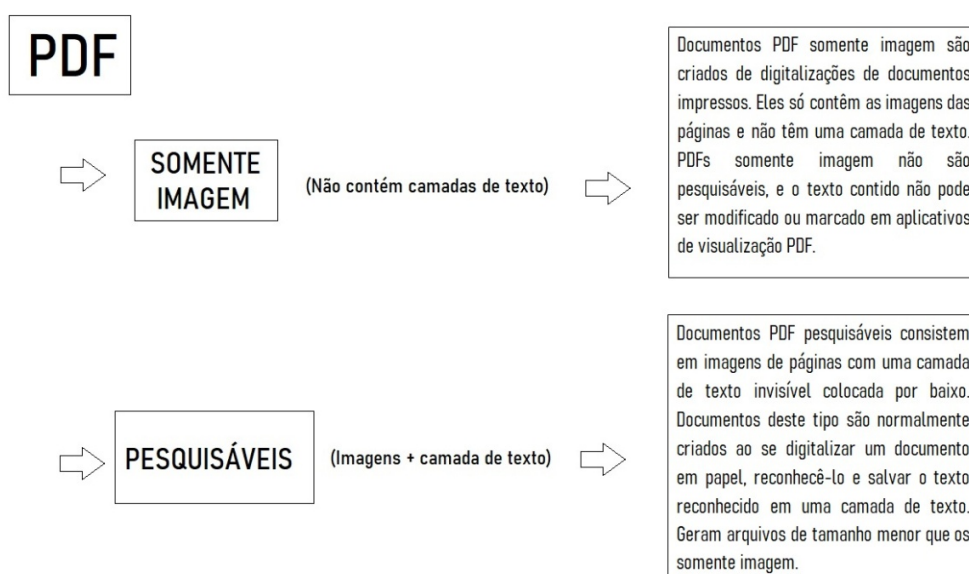 PDF
SOMENTE
IMAGEM
(Não contém camadas de texto)
Documentos PDF somente imagem são
criados de digitalizações de documentos
impressos. Eles só contêm as imagens das
páginas e não têm uma camada de texto.
PDFs somente imagem não são
pesquisáveis, e o texto contido não pode
ser modificado ou marcado em aplicativos
de visualização PDF.
PESQUISÁVEIS
(Imagens + camada de texto)
Documentos PDF pesquisáveis consistem
em imagens de páginas com uma camada
de texto invisível colocada por baixo.
Documentos deste tipo são normalmente
criados ao se digitalizar um documento
em papel, reconhecê-lo e salvar o texto
reconhecido em uma camada de texto.
Geram arquivos de tamanho menor que os
somente imagem.